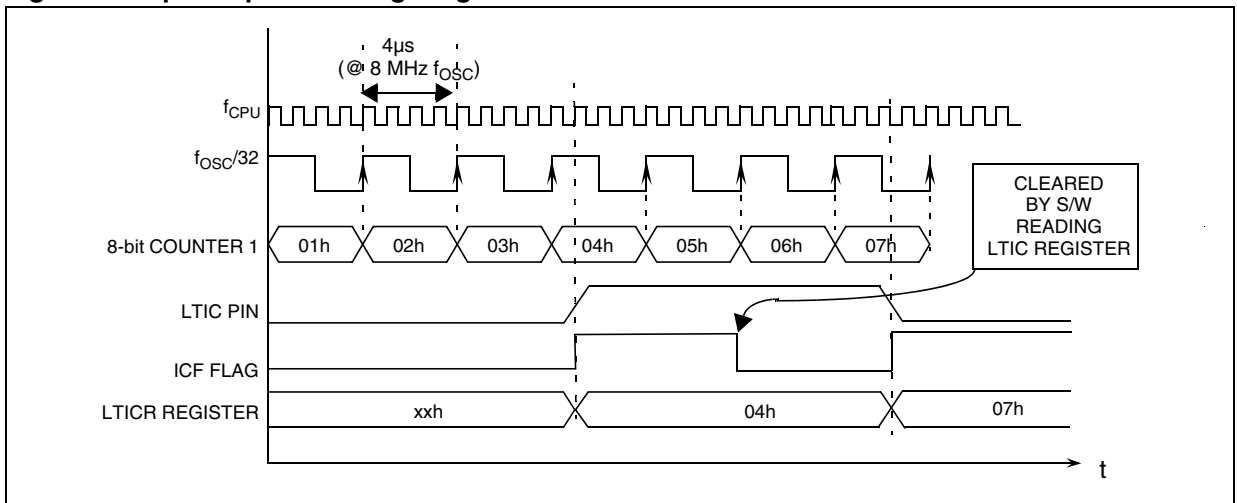 4µs
(@ 8 MHz fOSC)
fCPU
fOSC/32
CLEARED
BY S/W
READING
LTIC REGISTER
8-bit COUNTER 1
01h
02h
03h
04h
05h
06h
07h
LTIC PIN
ICF FLAG
LTICR REGISTER
xxh
04h
07h
t